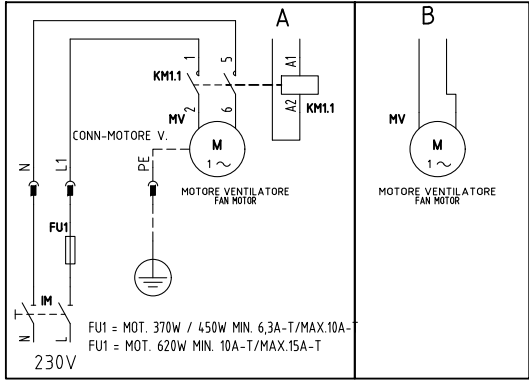 A
B
1
5
A1
KM1.1
A2
KM1.1
2
6
MV
MV
CONN-MOTORE V.
M
1 ~
M
1 ~
N
L1
PE
MOTORE VENTILATORE
FAN MOTOR
MOTORE VENTILATORE
FAN MOTOR
FU1
IM
N
L
FU1 = MOT. 370W / 450W MIN. 6,3A-T/MAX.10A-T
FU1 = MOT. 620W MIN. 10A-T/MAX.15A-T
230V